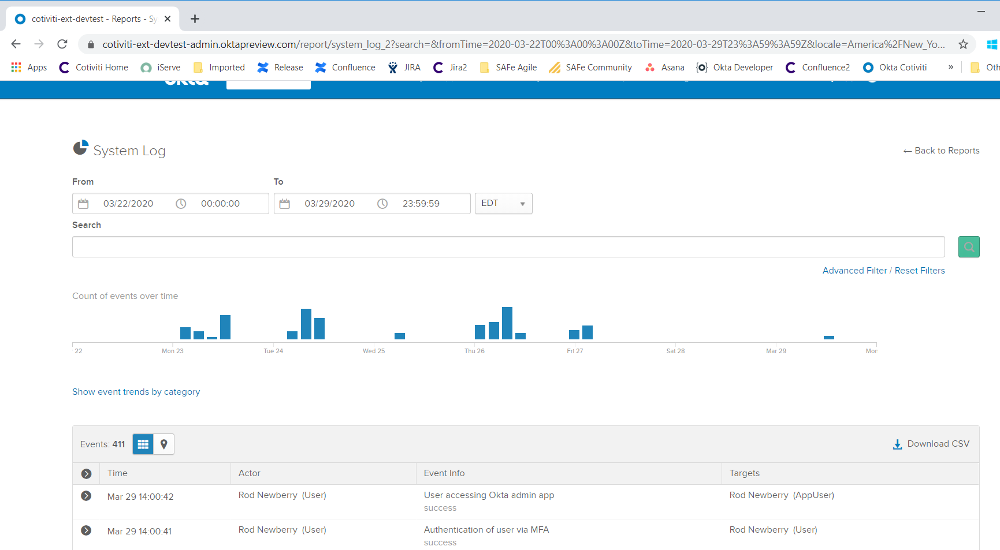 cotiviti-ext-devtest - Reports - Sy
cotiviti-ext-devtest-admin.oktapreview.com/report/system_log_2?search=&fromTime=2020-03-22T00%3A00%3A00Z&toTime=2020-03-29T23%3A59%3A59Z&locale=America%2FNew_Yo...
Apps Cotiviti Home iServe Imported Release Confluence JIRA Jira2 SAFe Agile SAFe Community Asana Okta Developer Confluence2 Okta Cotiviti » Oth
okta
System Log
← Back to Reports
From To
03/22/2020 00:00:00 03/29/2020 23:59:59 EDT
Search
Advanced Filter / Reset Filters
Count of events over time
22 Mon 23 Tue 24 Wed 25 Thu 26 Fri 27 Sat 28 Mar 29 Mon
Show event trends by category
Events: 411 Download CSV
Time Actor Event Info Targets
Mar 29 14:00:42 Rod Newberry (User) User accessing Okta admin app Rod Newberry (AppUser)
success
Mar 29 14:00:41 Rod Newberry (User) Authentication of user via MFA Rod Newberry (User)
success